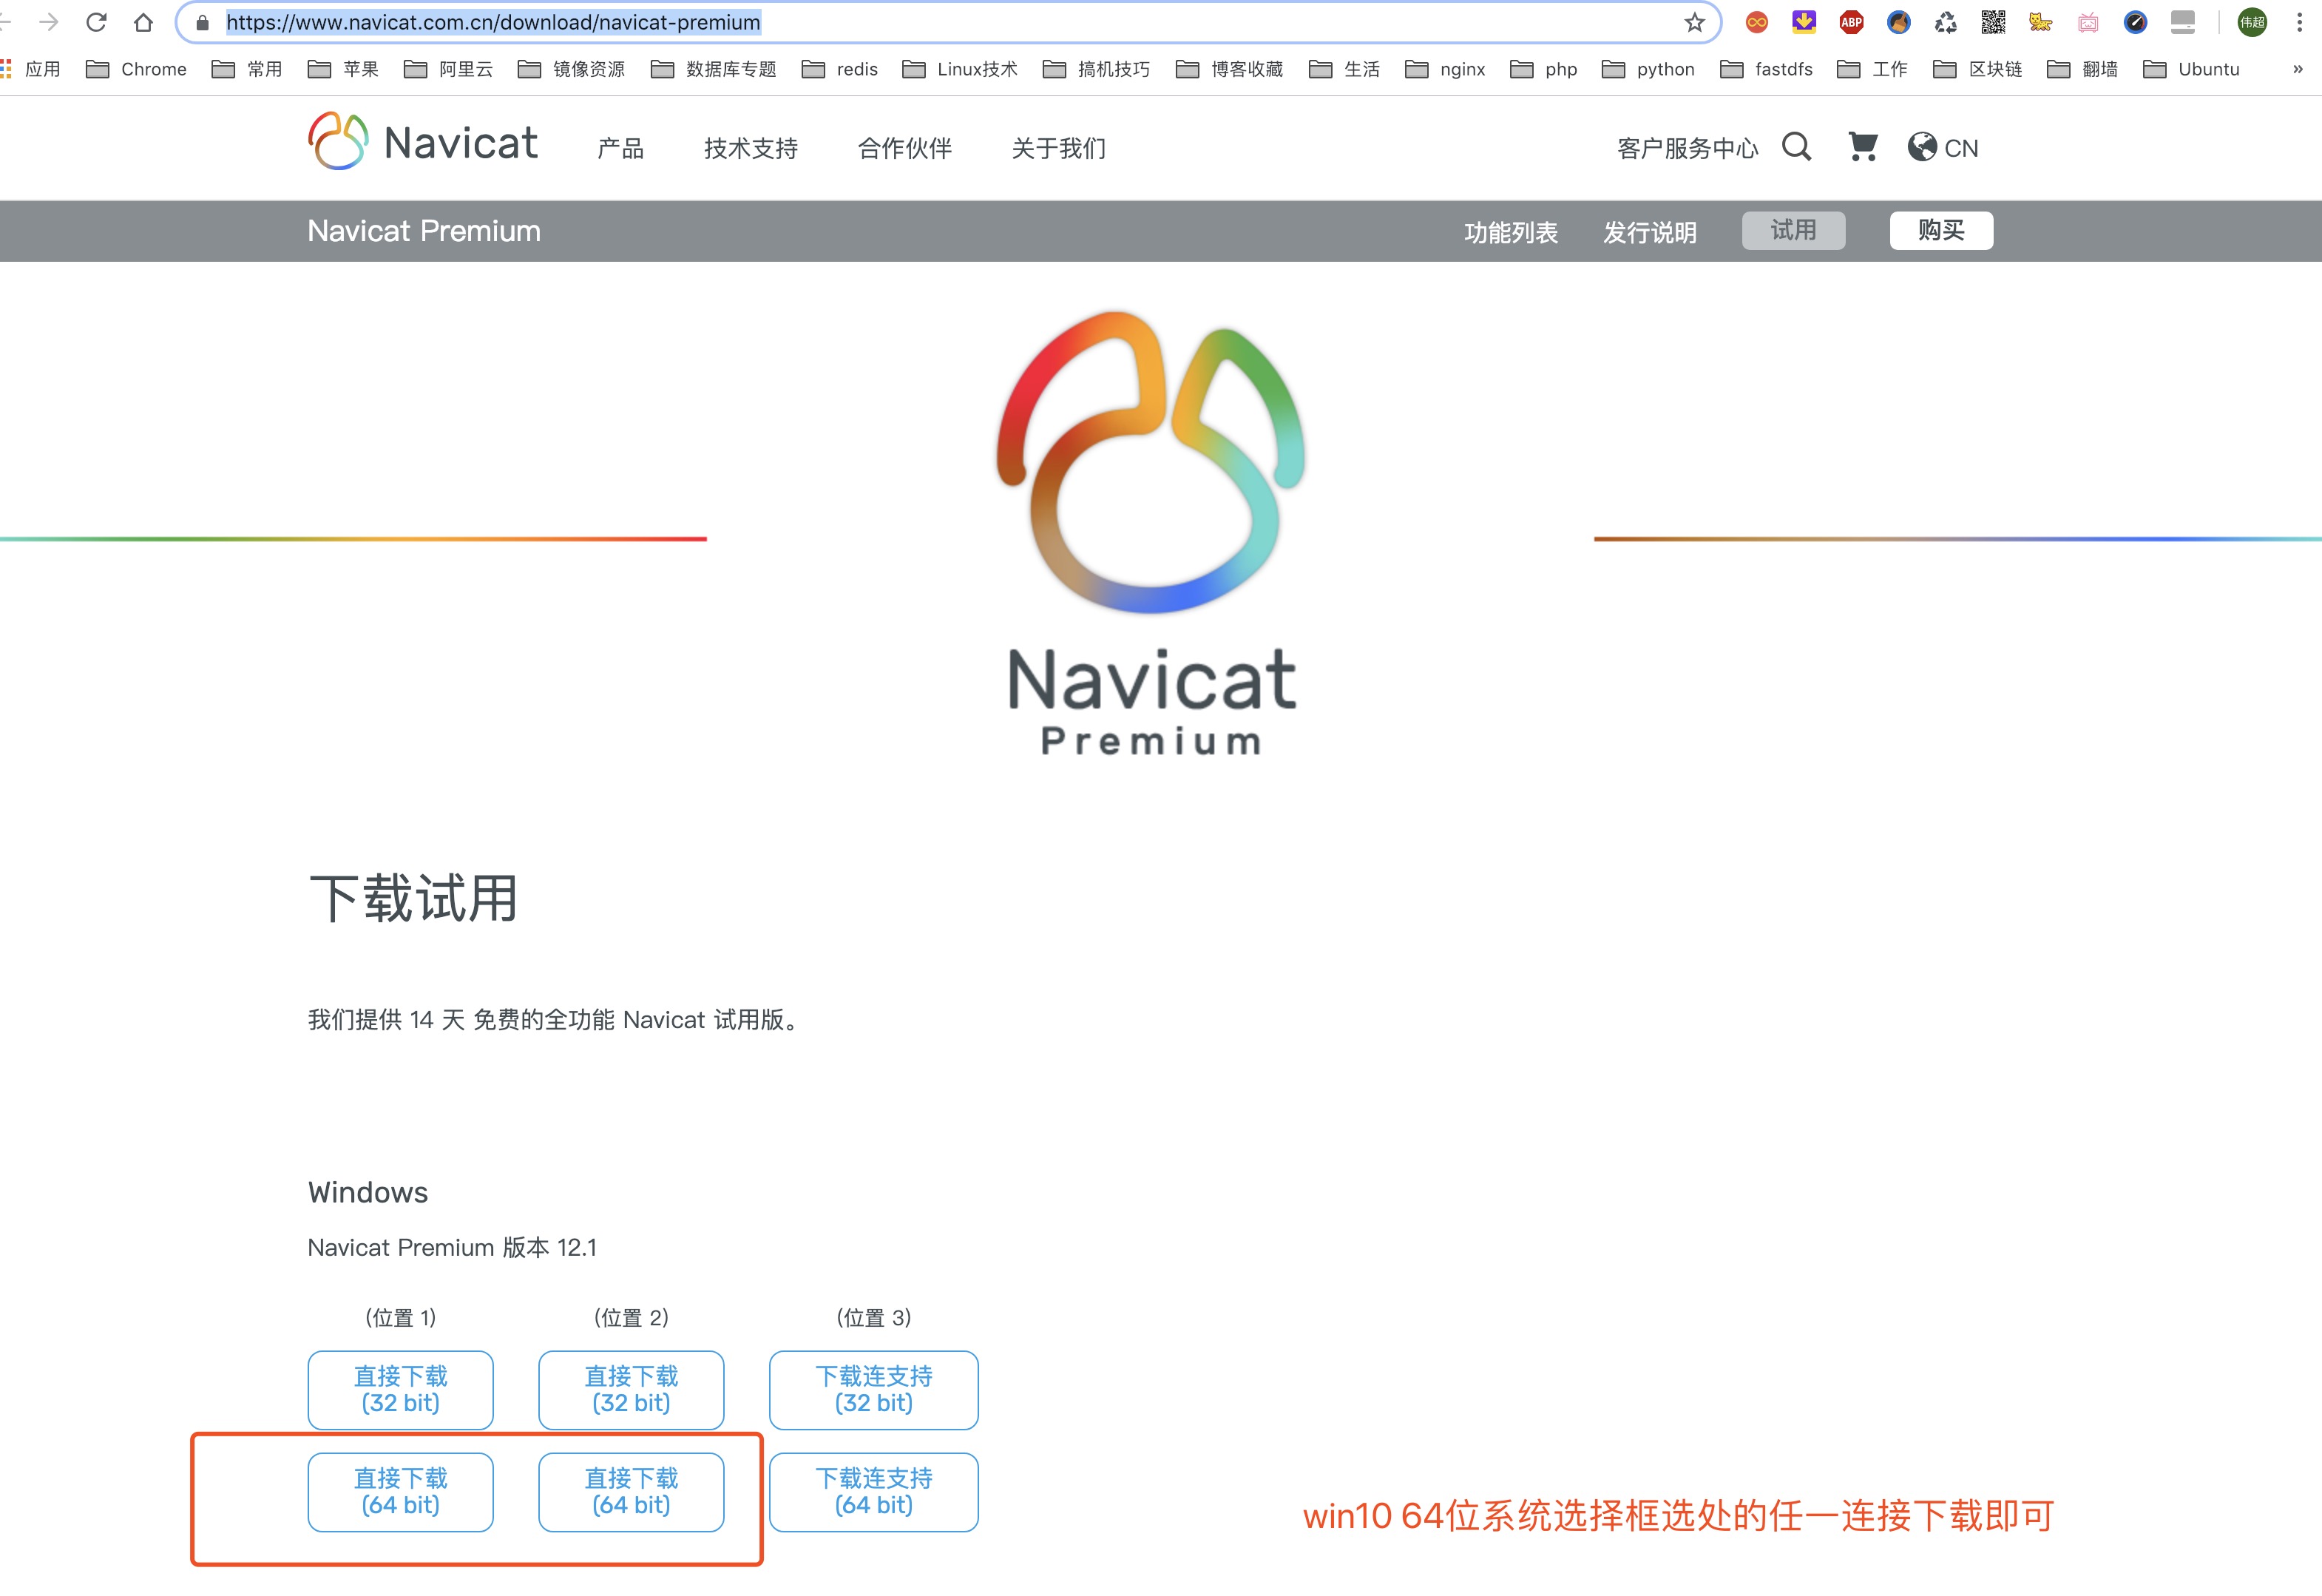 https://www.navicat.com.cn/download/navicat-premium
ABP
伟超
应用 Chrome 常用 苹果 阿里云 镜像资源 数据库专题 redis Linux技术 搞机技巧 博客收藏 生活 nginx php python fastdfs 工作 区块链 翻墙 Ubuntu »
Navicat 产品 技术支持 合作伙伴 关于我们 客户服务中心 CN
Navicat Premium 功能列表 发行说明 试用 购买
Navicat
Premium
下载试用
我们提供 14 天 免费的全功能 Navicat 试用版。
Windows
Navicat Premium 版本 12.1
(位置 1) (位置 2) (位置 3)
直接下载 直接下载 下载连支持
(32 bit) (32 bit) (32 bit)
直接下载 直接下载 下载连支持
(64 bit) (64 bit) (64 bit)
win10 64位系统选择框选处的任一连接下载即可